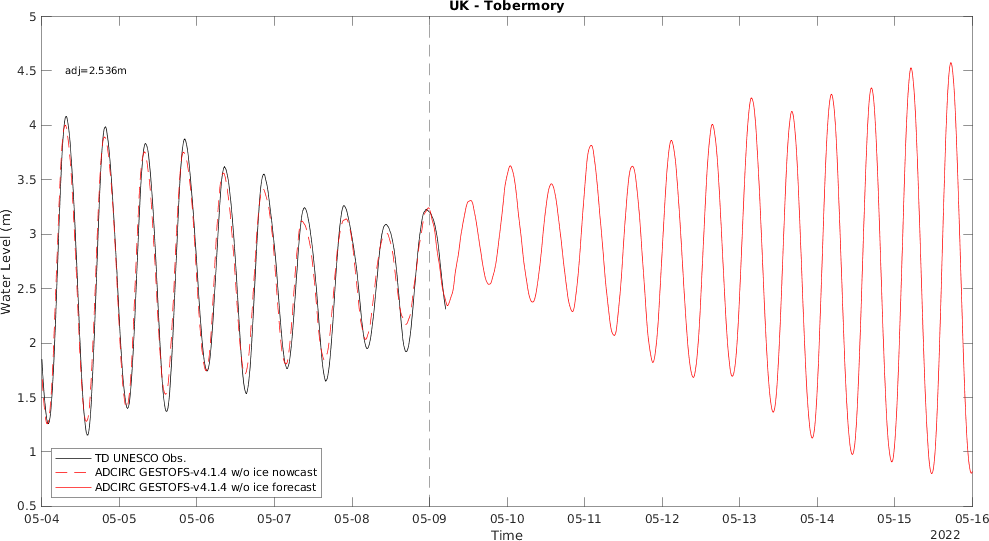 UK - Tobermory
5
4.5
4
3.5
3
2.5
2
1.5
1
0.5
Water Level (m)
adj=2.536m
TD UNESCO Obs.
ADCIRC GESTOFS-v4.1.4 w/o ice nowcast
ADCIRC GESTOFS-v4.1.4 w/o ice forecast
05-04 05-05 05-06 05-07 05-08 05-09 05-10 05-11 05-12 05-13 05-14 05-15 05-16
Time
2022